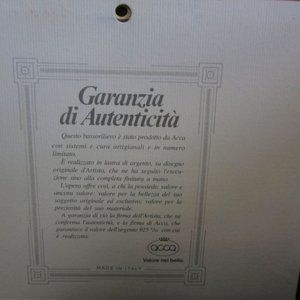 Garanzia
di Autenticità
Questo bassorilievo è stato prodotto da Acca
con sistemi e cura artigianali e in numero
limitato.
È realizzato in lastra di argento, su disegno
originale d'Artista, che ne ha seguito l'esecu-
zione sino alla completa finitura a mano.
L'opera offre così, a chi la possiede, valore e
ancora valore: valore per la bellezza del suo
soggetto originale ed esclusivo; valore per la
preziosità del suo materiale.
A garanzia di ciò la firma dell'Artista, che ne
conferma l'autenticità, e la firma di Acca, che
garantisce il valore dell'argento 925 ‰ con cui
è realizzata.
acca
Valore nel bello.
MADE IN ITALY